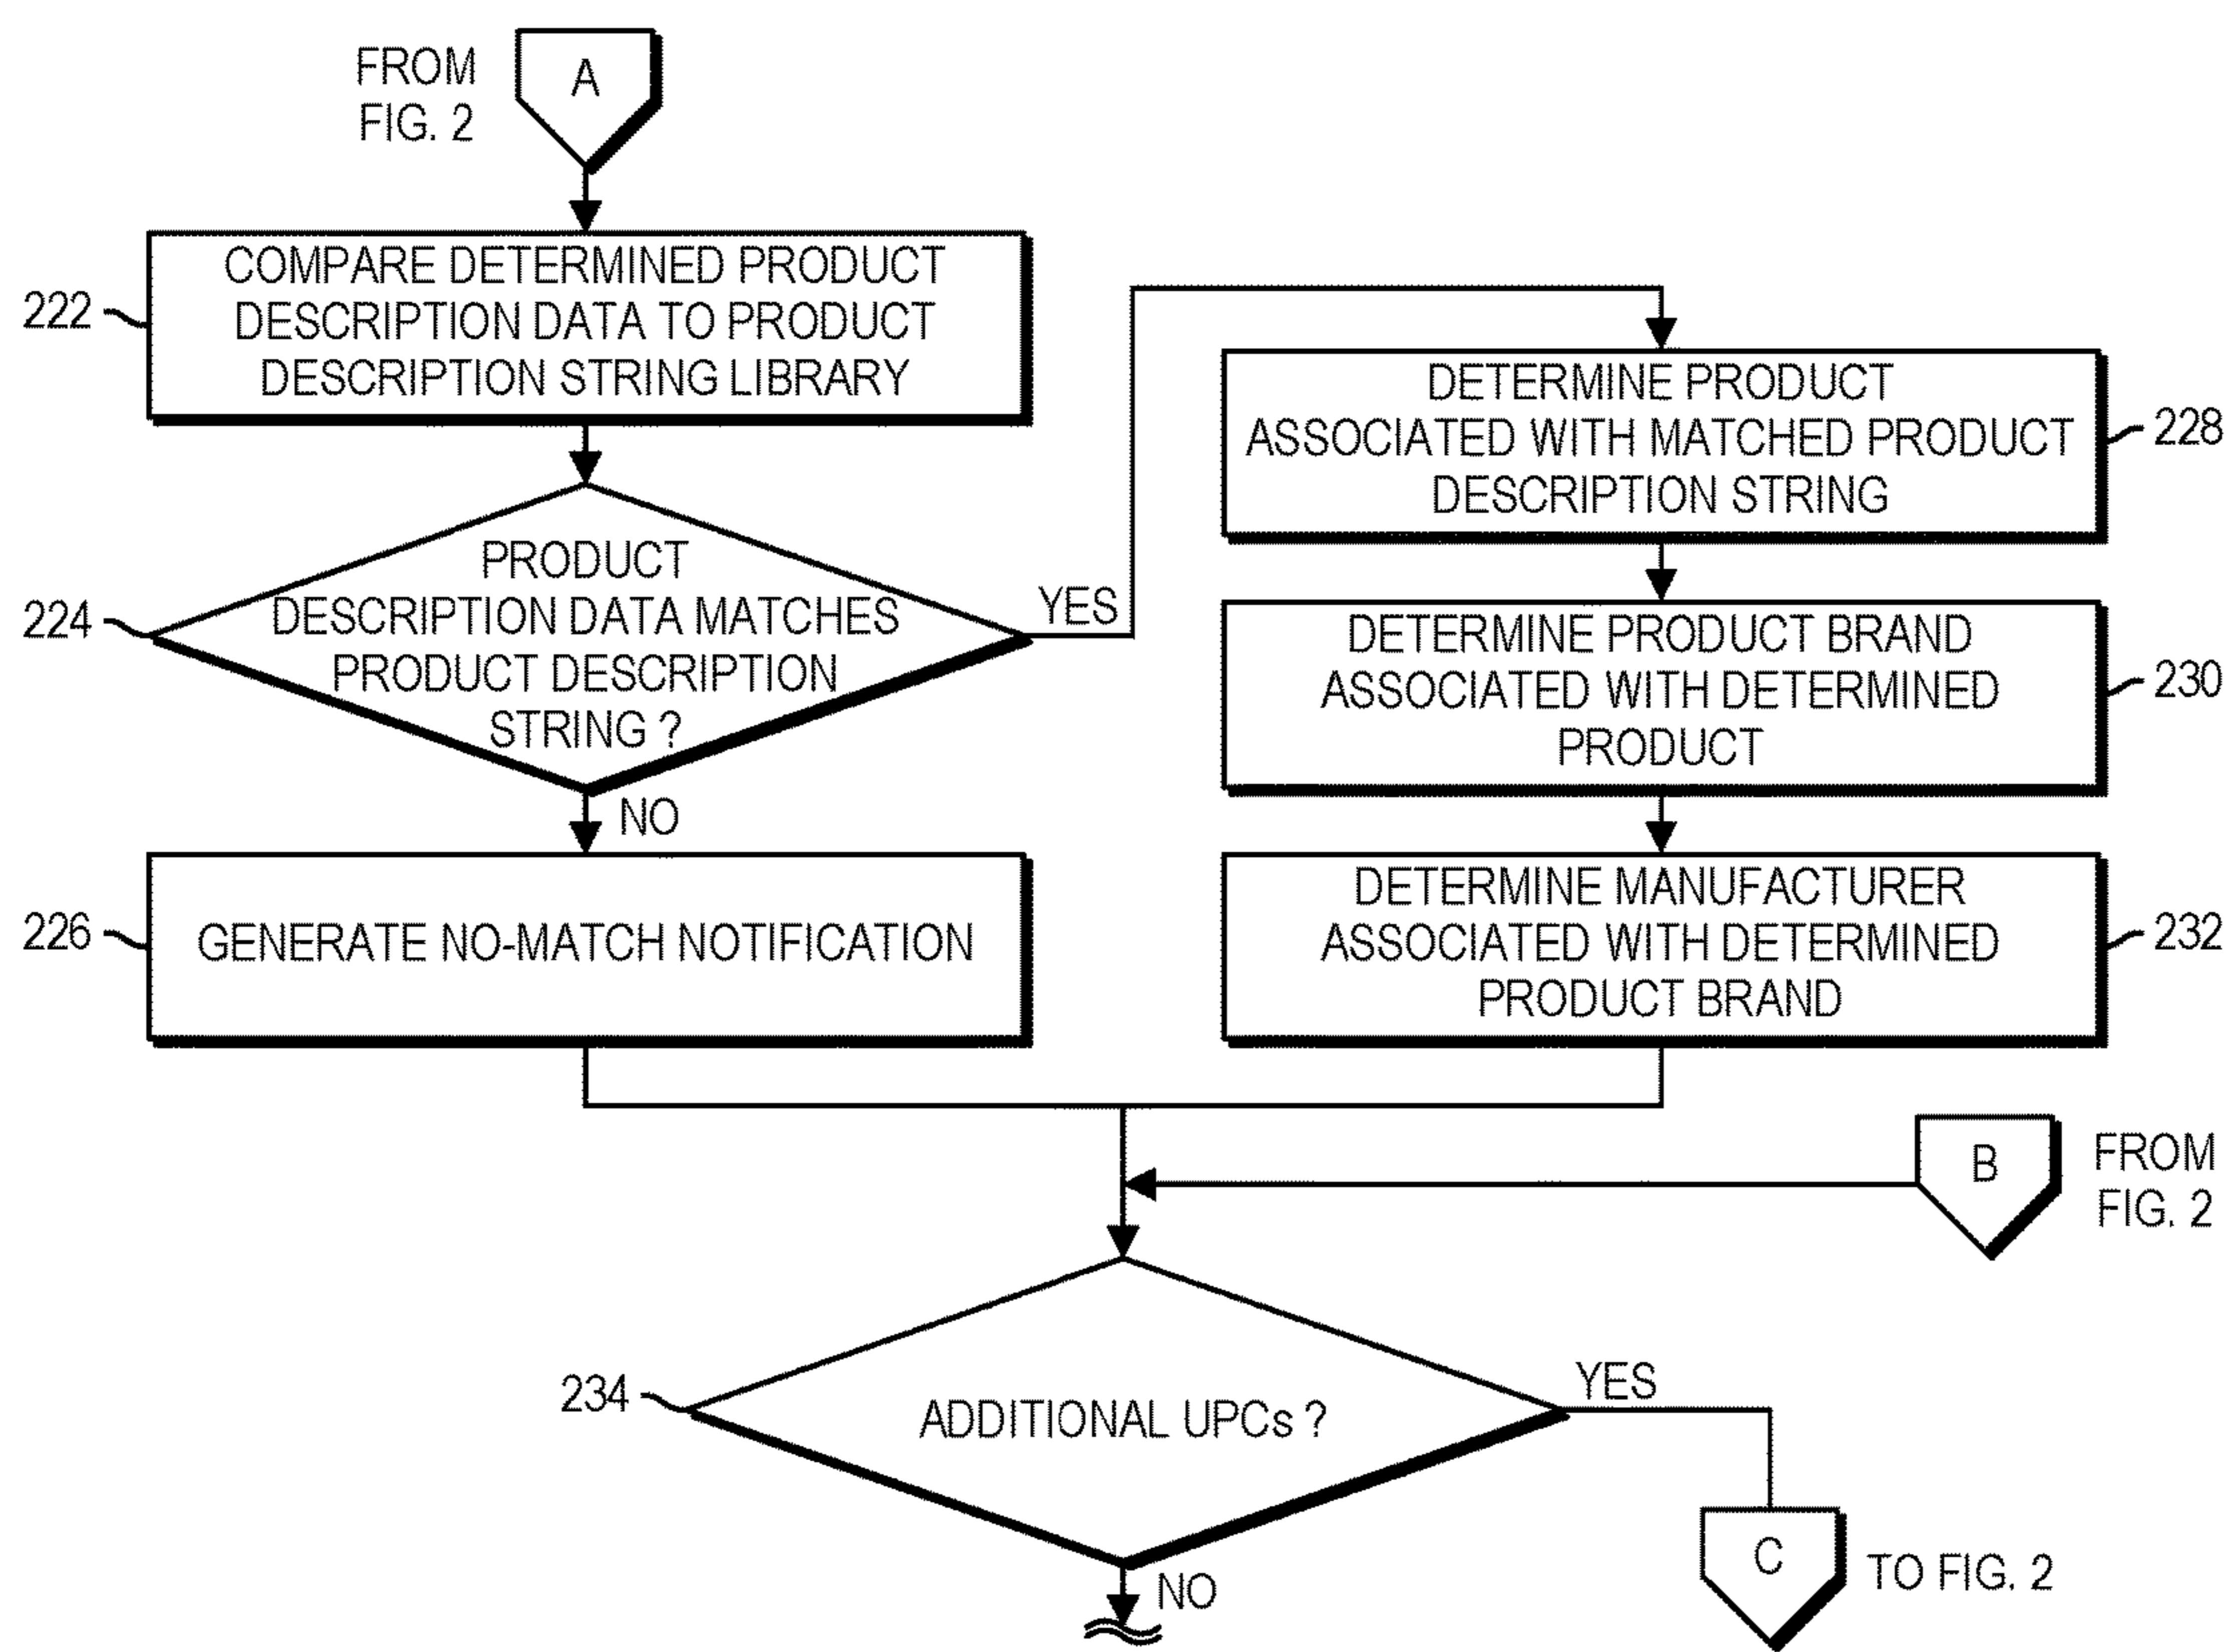 FROM
FIG. 2
A
222
COMPARE DETERMINED PRODUCT
DESCRIPTION DATA TO PRODUCT
DESCRIPTION STRING LIBRARY
224
PRODUCT
DESCRIPTION DATA MATCHES
PRODUCT DESCRIPTION
STRING ?
YES
NO
226
GENERATE NO-MATCH NOTIFICATION
DETERMINE PRODUCT
ASSOCIATED WITH MATCHED PRODUCT
DESCRIPTION STRING
228
DETERMINE PRODUCT BRAND
ASSOCIATED WITH DETERMINED
PRODUCT
230
DETERMINE MANUFACTURER
ASSOCIATED WITH DETERMINED
PRODUCT BRAND
232
B
FROM
FIG. 2
234
ADDITIONAL UPCs ?
YES
C
TO FIG. 2
NO